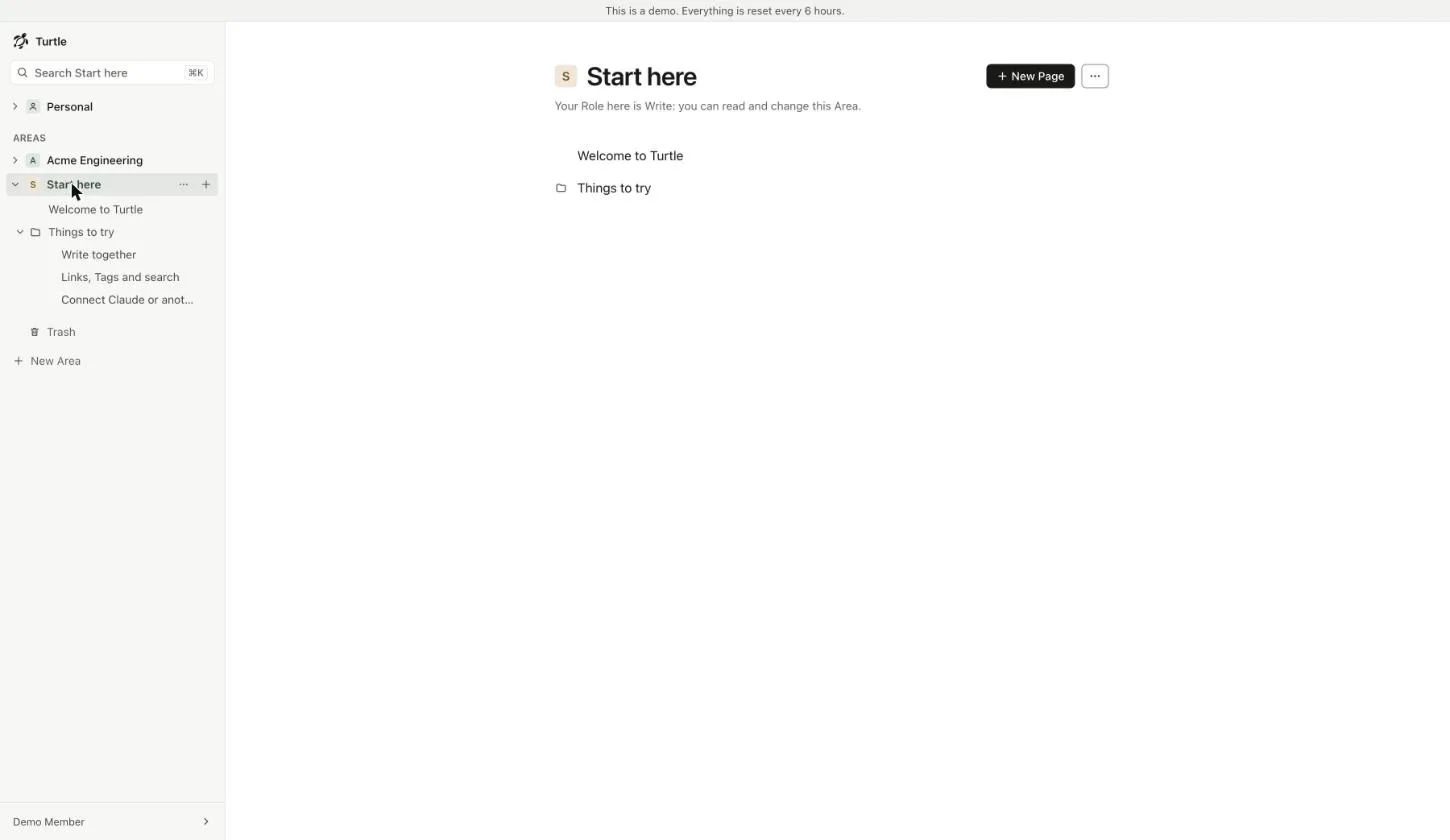 This is a demo. Everything is reset every 6 hours.
Turtle
Search Start here ⌘K
Personal
AREAS
A Acme Engineering
S Start here
Welcome to Turtle
Things to try
Write together
Links, Tags and search
Connect Claude or anot...
Trash
+ New Area
Demo Member
S Start here
+ New Page
Your Role here is Write: you can read and change this Area.
Welcome to Turtle
Things to try